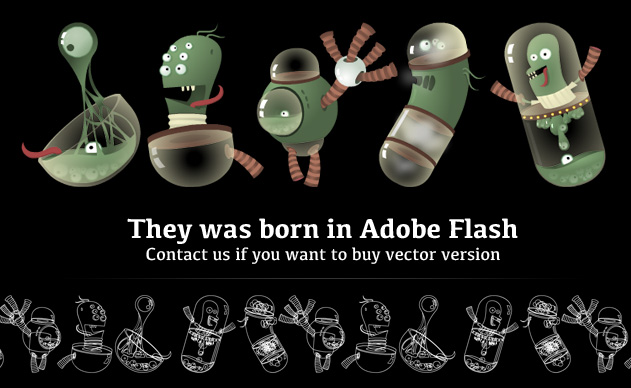 They was born in Adobe Flash
Contact us if you want to buy vector version